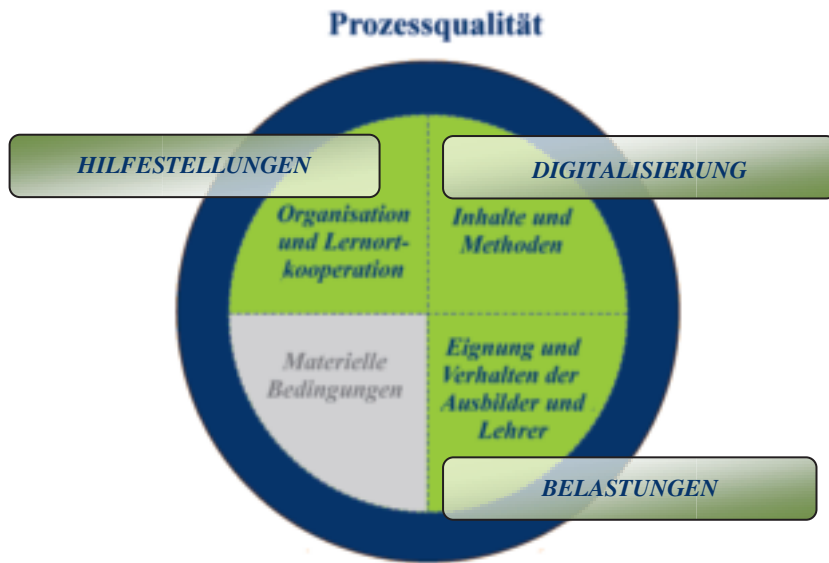 Prozessqualität
HILFESTELLUNGEN
DIGITALISIERUNG
Organisation
und Lernort-
kooperation
Inhalte und
Methoden
Materielle
Bedingungen
Eignung und
Verhalten der
Ausbilder und
Lehrer
BELASTUNGEN